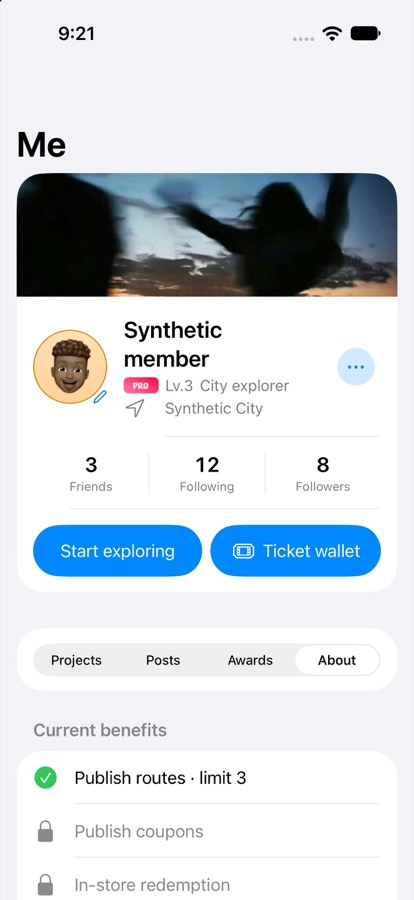 9:21
Me
Synthetic
member
PRO Lv.3 City explorer
Synthetic City
3 12 8
Friends Following Followers
Start exploring Ticket wallet
Projects Posts Awards About
Current benefits
Publish routes · limit 3
Publish coupons
In-store redemption